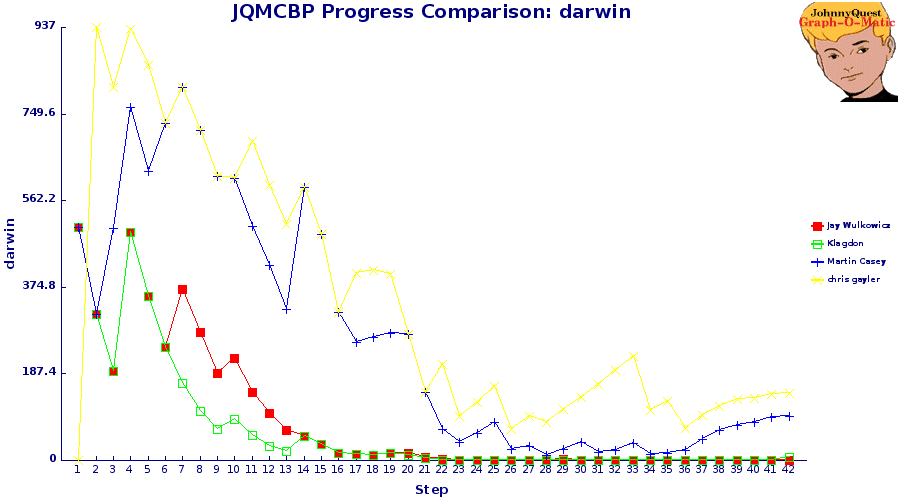 JQMCBP Progress Comparison: darwin
JohnnyQuest
Graph-O-Matic
937
749.6
562.2
374.8
187.4
0
darwin
Jay Wulkowicz
Klagdon
Martin Casey
chris gayler
1 2 3 4 5 6 7 8 9 10 11 12 13 14 15 16 17 18 19 20 21 22 23 24 25 26 27 28 29 30 31 32 33 34 35 36 37 38 39 40 41 42
Step